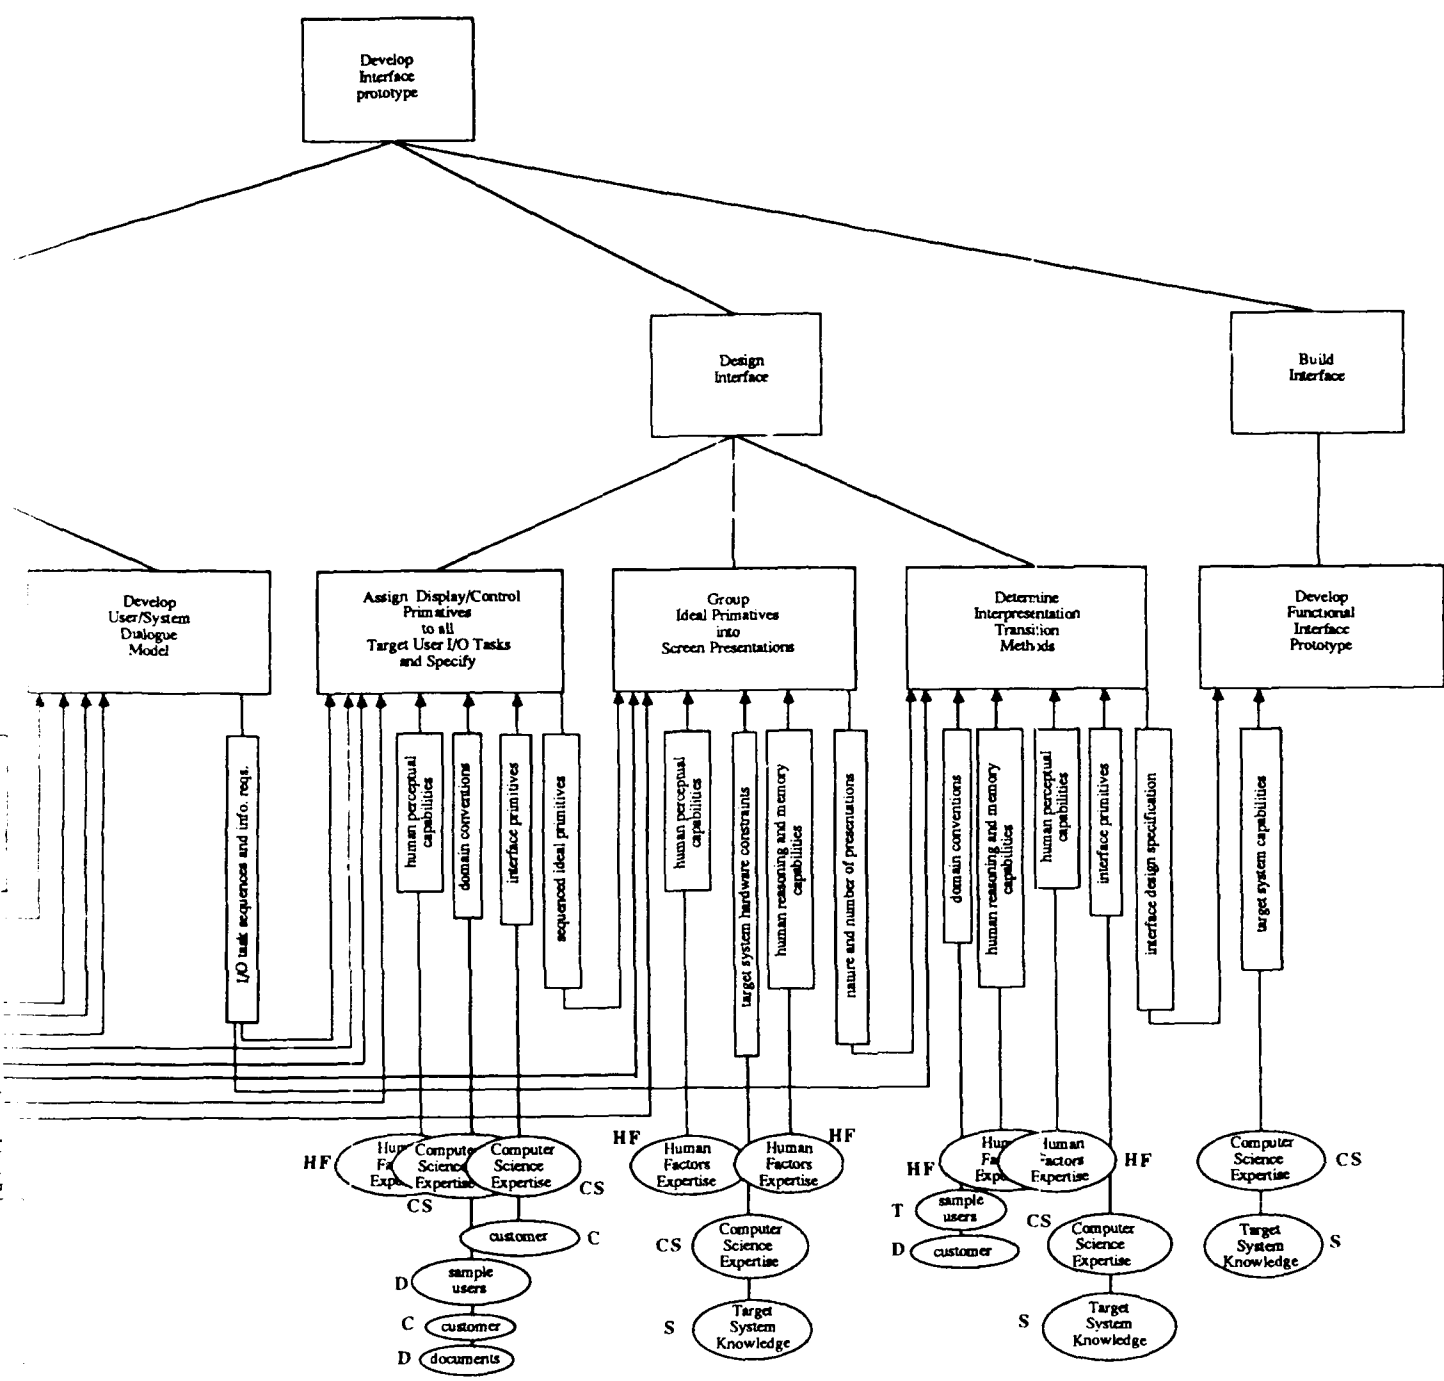 Develop
Interface
prototype
Design
Interface
Build
Interface
Develop
User/System
Dialogue
Model
Assign Display/Control
Primatives
to all
Target User I/O Tasks
and Specify
Group
Ideal Primatives
into
Screen Presentations
Determine
Interpresentation
Transition
Methods
Develop
Functional
Interface
Prototype
I/O task sequences and info. reqs.
human perceptual
capabilities
domain conventions
interface primitives
sequenced ideal primitives
human perceptual
capabilities
target system hardware constraints
human reasoning and memory
capabilities
nature and number of presentations
domain conventions
human reasoning and memory
capabilities
human perceptual
capabilities
interface primitives
interface design specification
target system capabilities
HF
Hum
Fa
Expe
Compute
Science
Expertise
CS
Computer
Science
Expertise
CS
customer
C
D
sample
users
C
customer
D
documents
HF
Human
Factors
Expertise
Human
Factors
Expertise
HF
CS
Computer
Science
Expertise
S
Target
System
Knowledge
HF
Hum
Fa
Expe
Human
Factors
Expertise
HF
T
sample
users
D
customer
CS
Computer
Science
Expertise
S
Target
System
Knowledge
Computer
Science
Expertise
CS
Target
System
Knowledge
S